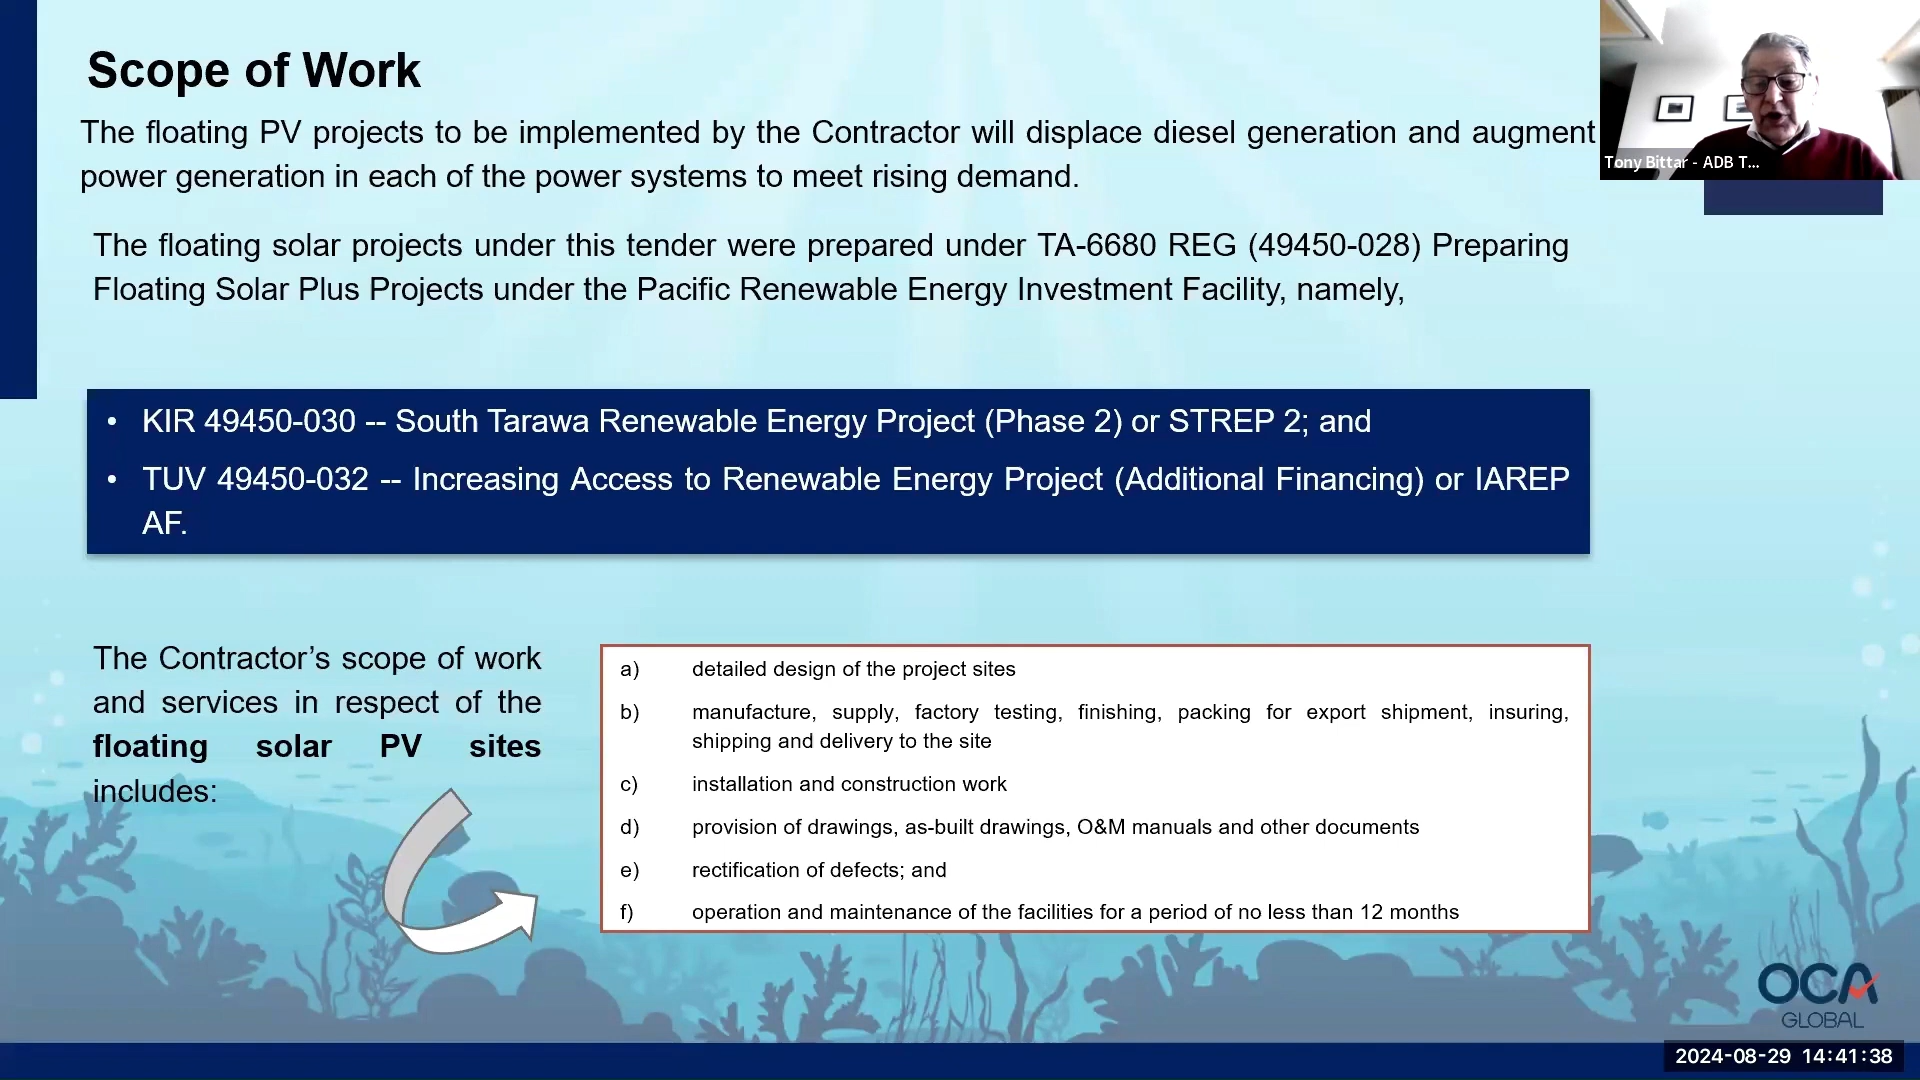 Scope of Work
The floating PV projects to be implemented by the Contractor will displace diesel generation and augment
power generation in each of the power systems to meet rising demand.
Tony Bittar - ADB T...
The floating solar projects under this tender were prepared under TA-6680 REG (49450-028) Preparing
Floating Solar Plus Projects under the Pacific Renewable Energy Investment Facility, namely,
• KIR 49450-030 -- South Tarawa Renewable Energy Project (Phase 2) or STREP 2; and
• TUV 49450-032 -- Increasing Access to Renewable Energy Project (Additional Financing) or IAREP
AF.
The Contractor’s scope of work
and services in respect of the
floating solar PV sites
includes:
a) detailed design of the project sites
b) manufacture, supply, factory testing, finishing, packing for export shipment, insuring,
shipping and delivery to the site
c) installation and construction work
d) provision of drawings, as-built drawings, O&M manuals and other documents
e) rectification of defects; and
f) operation and maintenance of the facilities for a period of no less than 12 months
OCA
GLOBAL
2024-08-29 14:41:38